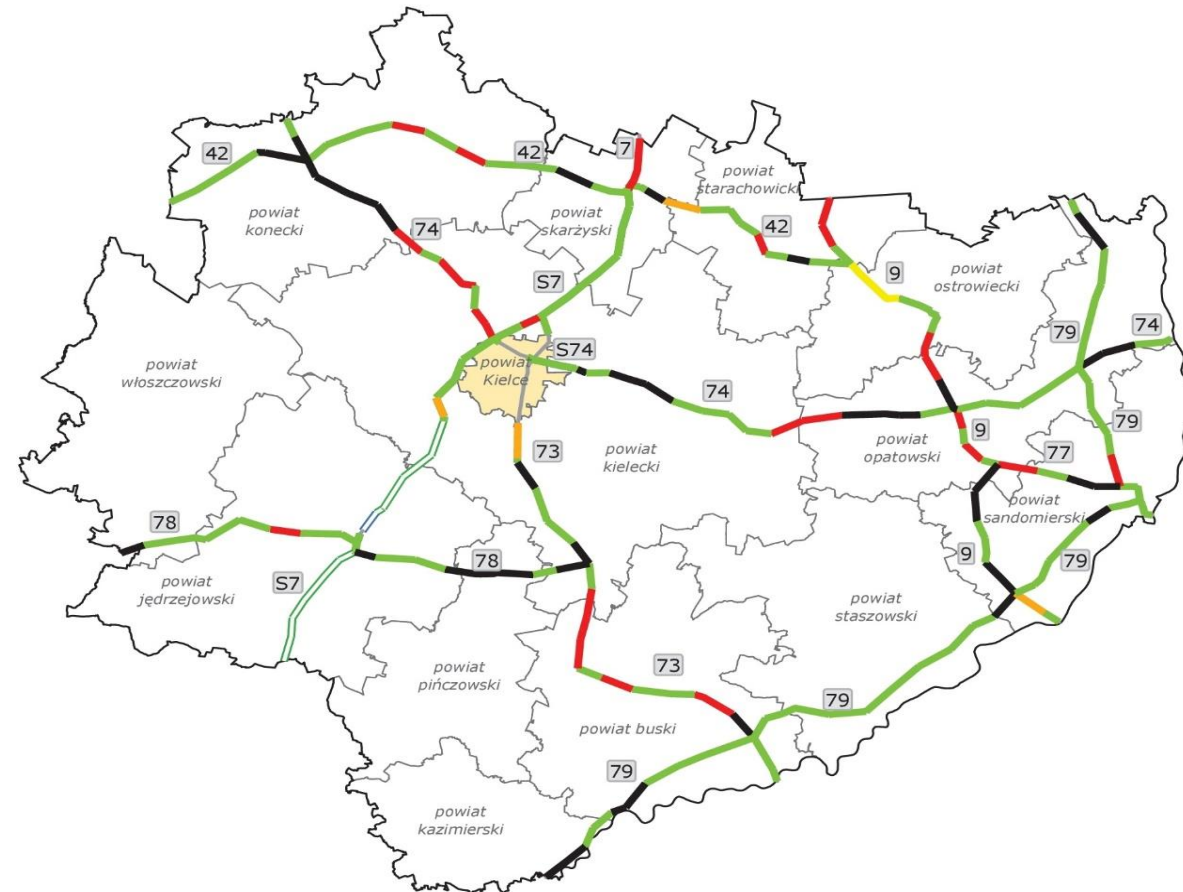 7
42
42
powiat
starachowicki
powiat
konecki
powiat
skarżyski
74
42
S7
9
powiat
ostrowiecki
79
74
S74
powiat
Kielce
powiat
włoszczowski
74
79
73
powiat
kielecki
powiat
opatowski
9
77
powiat
sandomierski
78
78
9
79
S7
powiat
jędrzejowski
powiat
staszowski
powiat
pińczowski
73
79
powiat buski
79
powiat
kazimierski